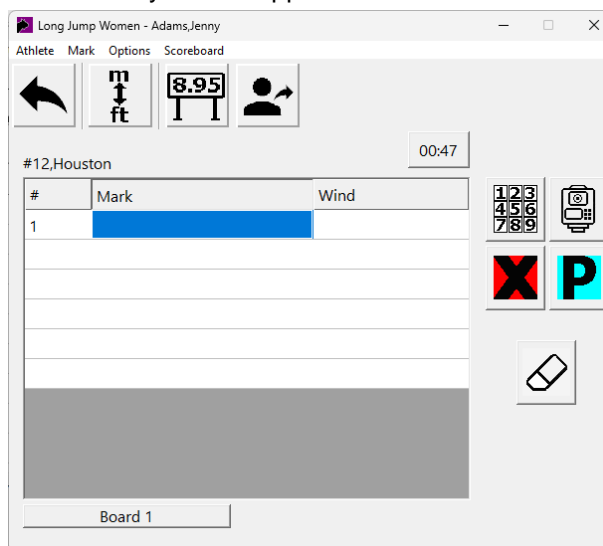 Long Jump Women - Adams,Jenny
Athlete Mark Options Scoreboard
m
ft
8.95
#12,Houston
00:47
# Mark Wind
1
123
456
789
X P
Board 1